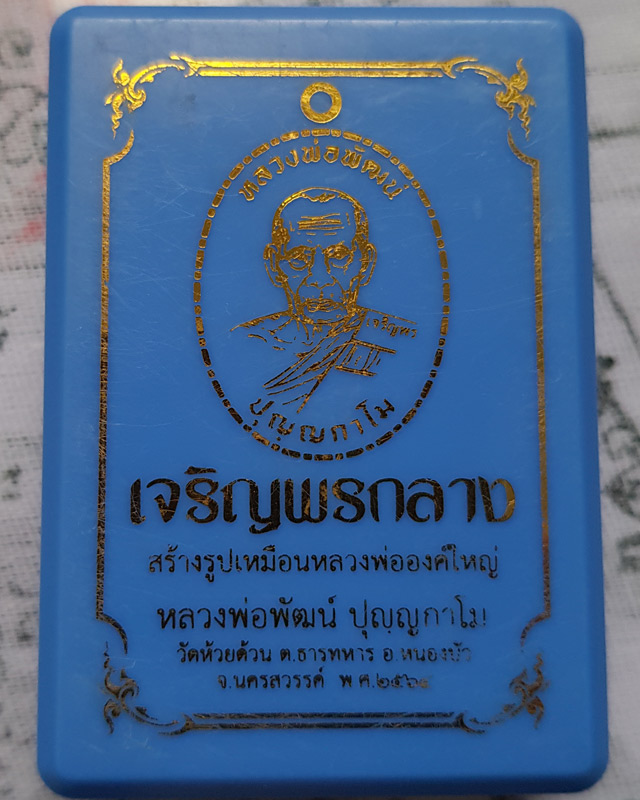 หลวงพ่อพัฒน์
เจริญพร
ปุญญกาโม
เจริญพรกลาง
สร้างรูปเหมือนหลวงพ่อองค์ใหญ่
หลวงพ่อพัฒน์ ปุญญกาโม
วัดห้วยด้วน ต.ธารทหาร อ.หนองบัว
จ.นครสวรรค์ พ.ศ.